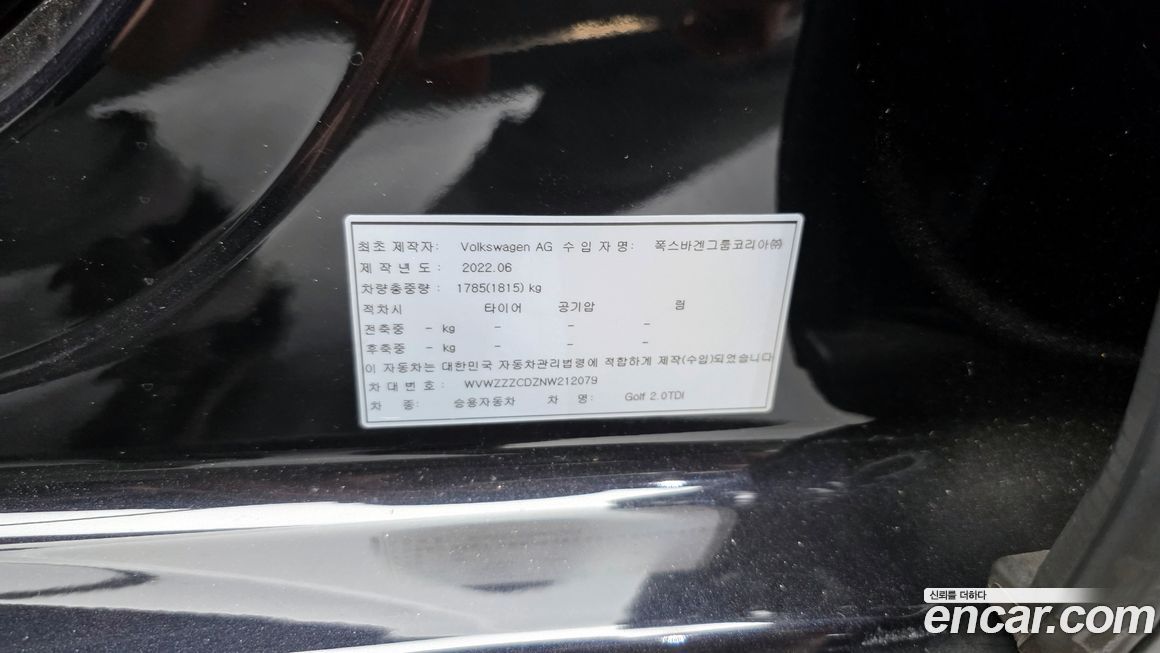 최초 제작자: Volkswagen AG 수 입 자 명: 폭스바겐그룹코리아㈜
제 작 년 도 : 2022.06
차량총중량 : 1785(1815) kg
적차시 타이어 공기압 림
전축중 - kg - - -
후축중 - kg - - -
이 자동차는 대한민국 자동차관리법령에 적합하게 제작(수입)되었습니다
차 대 번 호 : WVWZZZCDZNW212079
차 종: 승용자동차 차 명: Golf 2.0TDI
신뢰를 더하다
encar.com